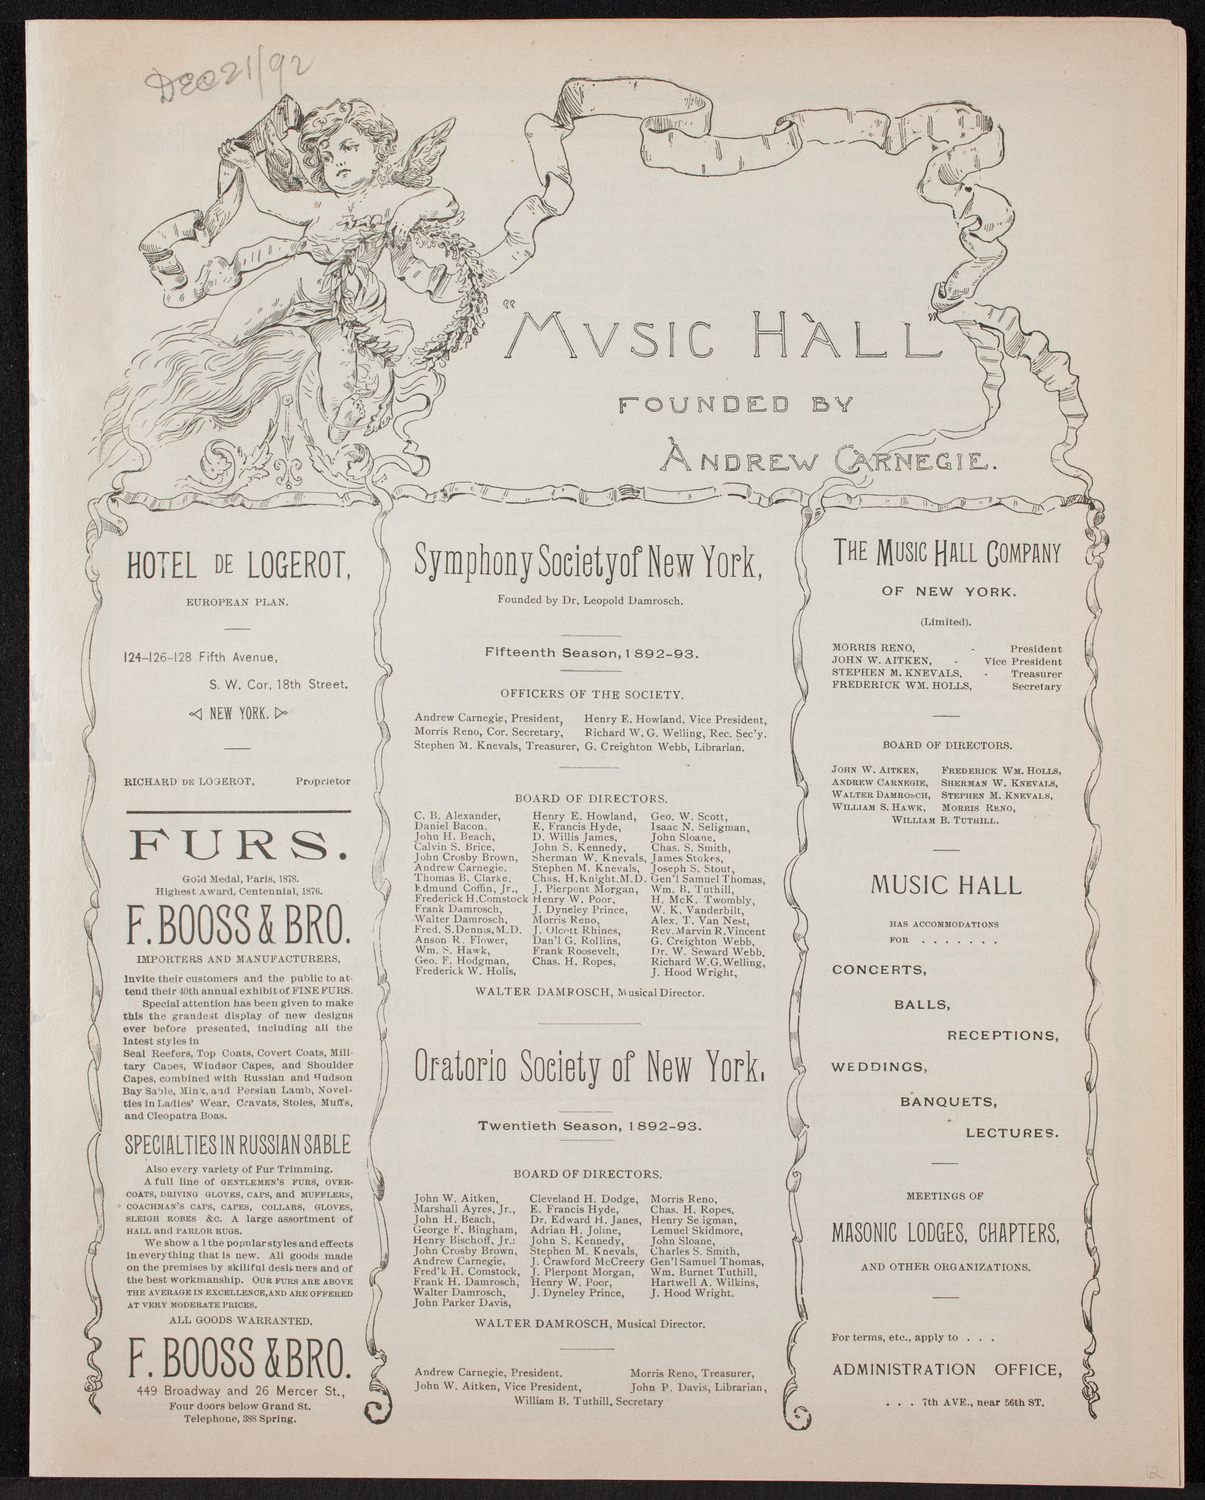 DEC 21/92
"MVSIC HALL"
FOUNDED BY
ANDREW CARNEGIE.
HOTEL DE LOGEROT,
EUROPEAN PLAN.
124-126-128 Fifth Avenue,
S. W. Cor. 18th Street.
NEW YORK.
RICHARD DE LOGEROT, Proprietor
FURS.
Gold Medal, Paris, 1878.
Highest Award, Centennial, 1876.
F. BOOSS & BRO.
IMPORTERS AND MANUFACTURERS,
Invite their customers and the public to at-
tend their 40th annual exhibit of FINE FURS.
Special attention has been given to make
this the grandest display of new designs
ever before presented, including all the
latest styles in
Seal Reefers, Top Coats, Covert Coats, Mili-
tary Capes, Windsor Capes, and Shoulder
Capes, combined with Russian and Hudson
Bay Sable, Mink, and Persian Lamb, Novel-
ties in Ladies' Wear, Cravats, Stoles, Muffs,
and Cleopatra Boas.
SPECIALTIES IN RUSSIAN SABLE
Also every variety of Fur Trimming.
A full line of GENTLEMEN'S FURS, OVER-
COATS, DRIVING GLOVES, CAPS, and MUFFLERS,
COACHMAN'S CAPS, CAPES, COLLARS, GLOVES,
SLEIGH ROBES &C. A large assortment of
HALL and PARLOR RUGS.
We show a l the popular styles and effects
in everything that is new. All goods made
on the premises by skillful desi ners and of
the best workmanship. OUR FURS ARE ABOVE
THE AVERAGE IN EXCELLENCE, AND ARE OFFERED
AT VERY MODERATE PRICES.
ALL GOODS WARRANTED.
F. BOOSS & BRO.
449 Broadway and 26 Mercer St.,
Four doors below Grand St.
Telephone, 388 Spring.
Symphony Society of New York,
Founded by Dr. Leopold Damrosch.
Fifteenth Season, 1892-93.
OFFICERS OF THE SOCIETY.
Andrew Carnegie, President, Henry E. Howland, Vice President,
Morris Reno, Cor. Secretary, Richard W. G. Welling, Rec. Sec'y.
Stephen M. Knevals, Treasurer, G. Creighton Webb, Librarian.
BOARD OF DIRECTORS.
C. B. Alexander, Henry E. Howland, Geo. W. Scott,
Daniel Bacon. E. Francis Hyde, Isaac N. Seligman,
John H. Beach, D. Willis James, John Sloane,
Calvin S. Brice, John S. Kennedy, Chas. S. Smith,
John Crosby Brown, Sherman W. Knevals, James Stokes,
Andrew Carnegie. Stephen M. Knevals, Joseph S. Stout,
Thomas B. Clarke, Chas. H. Knight, M.D. Gen'l Samuel Thomas,
Edmund Coffin, Jr., J. Pierpont Morgan, Wm. B. Tuthill,
Frederick H. Comstock Henry W. Poor, H. McK. Twombly,
Frank Damrosch, J. Dyneley Prince, W. K. Vanderbilt,
Walter Damrosch, Morris Reno, Alex. T. Van Nest,
Fred. S. Dennis, M.D. J. Olcott Rhines, Rev. Marvin R. Vincent
Anson R. Flower, Dan'l G. Rollins, G. Creighton Webb,
Wm. S. Hawk, Frank Roosevelt, Dr. W. Seward Webb,
Geo. F. Hodgman, Chas. H. Ropes, Richard W.G. Welling,
Frederick W. Holls, J. Hood Wright,
WALTER DAMROSCH, Musical Director.
Oratorio Society of New York.
Twentieth Season, 1892-93.
BOARD OF DIRECTORS.
John W. Aitken, Cleveland H. Dodge, Morris Reno,
Marshall Ayres, Jr., E. Francis Hyde, Chas. H. Ropes,
John H. Beach, Dr. Edward H. Janes, Henry Se igman,
George F. Bingham, Adrian H. Joline, Lemuel Skidmore,
Henry Bischoff, Jr.: John S. Kennedy, John Sloane,
John Crosby Brown, Stephen M. Knevals, Charles S. Smith,
Andrew Carnegie, J. Crawford McCreery Gen'l Samuel Thomas,
Fred'k H. Comstock, J. Pierpont Morgan, Wm. Burnet Tuthill,
Frank H. Damrosch, Henry W. Poor, Hartwell A. Wilkins,
Walter Damrosch, J. Dyneley Prince, J. Hood Wright.
John Parker Davis,
WALTER DAMROSCH, Musical Director.
Andrew Carnegie, President. Morris Reno, Treasurer,
John W. Aitken, Vice President, John P. Davis, Librarian,
William B. Tuthill, Secretary
THE MUSIC HALL COMPANY
OF NEW YORK.
(Limited).
MORRIS RENO, - President
JOHN W. AITKEN, - Vice President
STEPHEN M. KNEVALS, - Treasurer
FREDERICK WM. HOLLS, Secretary
BOARD OF DIRECTORS.
JOHN W. AITKEN, FREDERICK WM. HOLLS,
ANDREW CARNEGIE, SHERMAN W. KNEVALS,
WALTER DAMROSCH, STEPHEN M. KNEVALS,
WILLIAM S. HAWK, MORRIS RENO,
WILLIAM B. TUTHILL.
MUSIC HALL
HAS ACCOMMODATIONS
FOR . . . . . . .
CONCERTS,
BALLS,
RECEPTIONS,
WEDDINGS,
BANQUETS,
LECTURES.
MEETINGS OF
MASONIC LODGES, CHAPTERS,
AND OTHER ORGANIZATIONS.
For terms, etc., apply to . . .
ADMINISTRATION OFFICE,
. . . 7th AVE., near 56th ST.
12